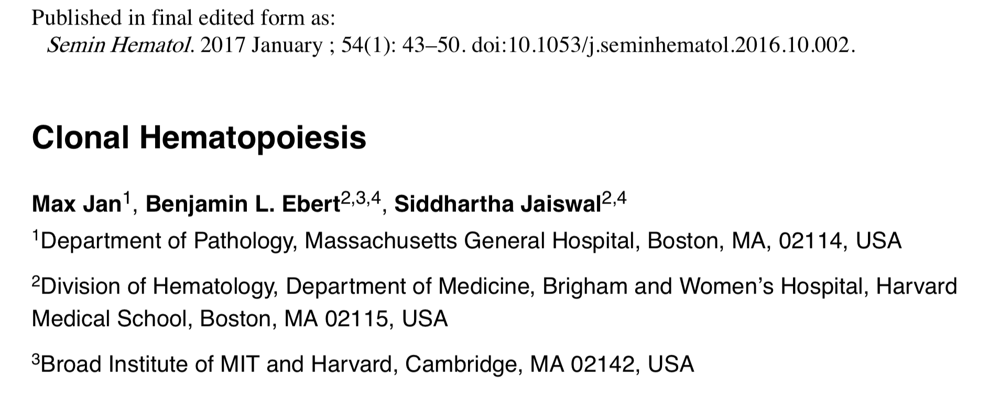 Published in final edited form as:
Semin Hematol. 2017 January ; 54(1): 43–50. doi:10.1053/j.seminhematol.2016.10.002.
Clonal Hematopoiesis
Max Jan1, Benjamin L. Ebert2,3,4, Siddhartha Jaiswal2,4
1Department of Pathology, Massachusetts General Hospital, Boston, MA, 02114, USA
2Division of Hematology, Department of Medicine, Brigham and Women’s Hospital, Harvard
Medical School, Boston, MA 02115, USA
3Broad Institute of MIT and Harvard, Cambridge, MA 02142, USA